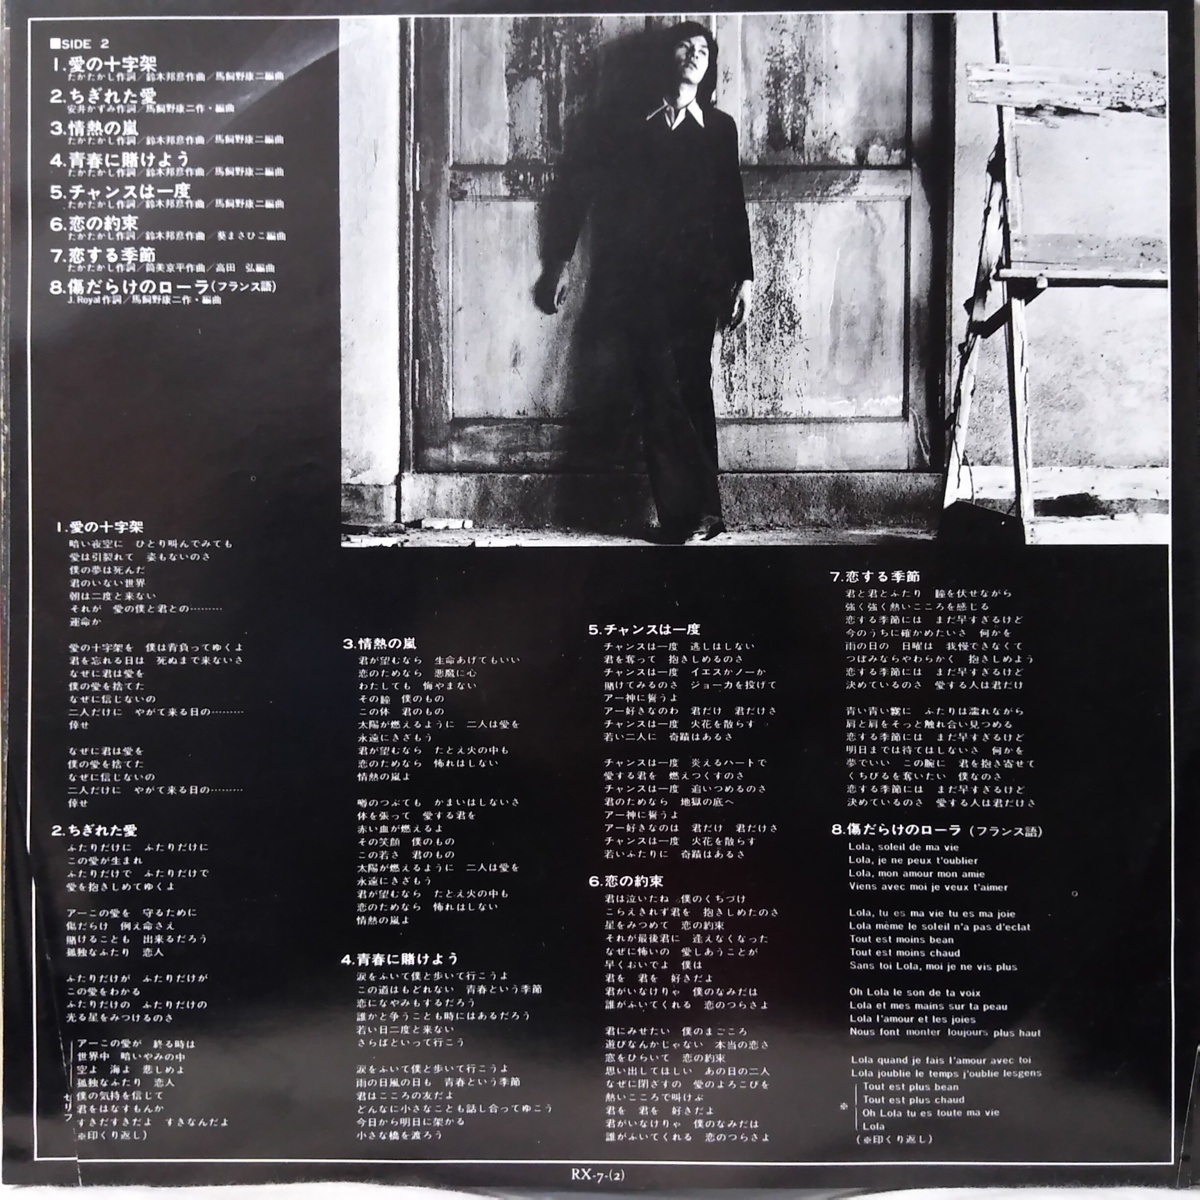 ■SIDE 2
1.愛の十字架
たかたかし作詞／鈴木邦彦作曲／馬飼野康二編曲
2.ちぎれた愛
安井かずみ作詞／馬飼野康二作・編曲
3.情熱の嵐
たかたかし作詞／鈴木邦彦作曲／馬飼野康二編曲
4.青春に賭けよう
たかたかし作詞／鈴木邦彦作曲／馬飼野康二編曲
5.チャンスは一度
たかたかし作詞／鈴木邦彦作曲／馬飼野康二編曲
6.恋の約束
たかたかし作詞／鈴木邦彦作曲／葵まさひこ編曲
7.恋する季節
たかたかし作詞／筒美京平作曲／高田 弘編曲
8.傷だらけのローラ(フランス語)
J. Royal作詞／馬飼野康二作・編曲
1.愛の十字架
暗い夜空に ひとり叫んでみても
愛は引裂れて 姿もないのさ
僕の夢は死んだ
君のいない世界
朝は二度と来ない
それが 愛の僕と君との………
運命か
愛の十字架を 僕は背負ってゆくよ
君を忘れる日は 死ぬまで来ないさ
なぜに君は愛を
僕の愛を捨てた
なぜに信じないの
二人だけに やがて来る日の………
倖せ
なぜに君は愛を
僕の愛を捨てた
なぜに信じないの
二人だけに やがて来る日の………
倖せ
2.ちぎれた愛
ふたりだけに ふたりだけに
この愛が生まれ
ふたりだけで ふたりだけで
愛を抱きしめてゆくよ
アーこの愛を 守るために
傷だらけ 例え命さえ
賭けることも 出来るだろう
孤独なふたり 恋人
ふたりだけが ふたりだけが
この愛をわかる
ふたりだけの ふたりだけの
光る星をみつけるのさ
アーこの愛が 終る時は
世界中 暗いやみの中
空よ 海よ 悲しめよ
孤独なふたり 恋人
セリフ
僕の気持を信じて
君をはなすもんか
すきだすきだよ すきなんだよ
(※印くり返し)
3.情熱の嵐
君が望むなら 生命あげてもいい
恋のためなら 悪魔に心
わたしても 悔やまない
その瞳 僕のもの
この体 君のもの
太陽が燃えるように 二人は愛を
永遠にきざもう
君が望むなら たとえ火の中も
恋のためなら 怖れはしない
情熱の嵐よ
噂のつぶても かまいはしないさ
体を張って 愛する君を
赤い血が燃えるよ
その笑顔 僕のもの
この若さ 君のもの
太陽が燃えるように 二人は愛を
永遠にきざもう
君が望むなら たとえ火の中も
恋のためなら 怖れはしない
情熱の嵐よ
4.青春に賭けよう
涙をふいて僕と歩いて行こうよ
この道はもどれない 青春という季節
恋になやみもするだろう
誰かと争うことも時にはあるだろう
若い日二度と来ない
さらばといって行こう
涙をふいて僕と歩いて行こうよ
雨の日風の日も 青春という季節
君はこころの友だよ
どんなに小さなことも話し合ってゆこう
今日から明日に架かる
小さな橋を渡ろう
5.チャンスは一度
チャンスは一度 逃しはしない
君を奪って 抱きしめるのさ
チャンスは一度 イエスかノーか
賭けてみるのさ ジョーカを投げて
アー神に誓うよ
アー好きなのわ 君だけ 君だけさ
チャンスは一度 火花を散らす
若い二人に 奇蹟はあるさ
チャンスは一度 炎えるハートで
愛する君を 燃えつくすのさ
チャンスは一度 追いつめるのさ
君のためなら 地獄の底へ
アー神に誓うよ
アー好きなのは 君だけ 君だけさ
チャンスは一度 火花を散らす
若いふたりに 奇蹟はあるさ
6.恋の約束
君は泣いたね 僕のくちづけ
こらえきれず君を 抱きしめたのさ
星をみつめて 恋の約束
それが最後君に 逢えなくなった
なぜに怖いの 愛しあうことが
早くおいでよ 僕は
君を 君を 好きだよ
君がいなけりゃ 僕のなみだは
誰がふいてくれる 恋のつらさよ
君にみせたい 僕のまごころ
遊びなんかじゃない 本当の恋さ
窓をひらいて 恋の約束
思い出してほしい あの日の二人
なぜに閉ざすの 愛のよろこびを
熱いこころで叫ぶ
君を 君を 好きだよ
君がいなけりゃ 僕のなみだは
誰がふいてくれる 恋のつらさよ
7.恋する季節
君と君とふたり 瞳を伏せながら
強く強く熱いこころを感じる
恋する季節には まだ早すぎるけど
今のうちに確かめたいさ 何かを
雨の日の 日曜は 我慢できなくて
つぼみならやわらかく 抱きしめよう
恋する季節には まだ早すぎるけど
決めているのさ 愛する人は君だけ
青い青い靄に ふたりは濡れながら
肩と肩をそっと触れ合い見つめる
恋する季節には まだ早すぎるけど
明日までは待てはしないさ 何かを
夢でいい この腕に 君を抱き寄せて
くちびるを奪いたい 僕なのさ
恋する季節には まだ早すぎるけど
決めているのさ 愛する人は君だけさ
8.傷だらけのローラ (フランス語)
Lola, soleil de ma vie
Lola, je ne peux t'oublier
Lola, mon amour mon amie
Viens avec moi je veux t'aimer
Lola, tu es ma vie tu es ma joie
Lola même le soleil n'a pas d'eclat
Tout est moins bean
Tout est moins chaud
Sans toi Lola, moi je ne vis plus
Oh Lola le son de ta voix
Lola et mes mains sur ta peau
Lola l'amour et les joies
Nous font monter toujours plus haut
Lola quand je fais l'amour avec toi
Lola joublie le temps j'oublie lesgens
Tout est plus bean
Tout est plus chaud
※ Oh Lola tu es toute ma vie
Lola
(※印くり返し)
RX-7-(2)